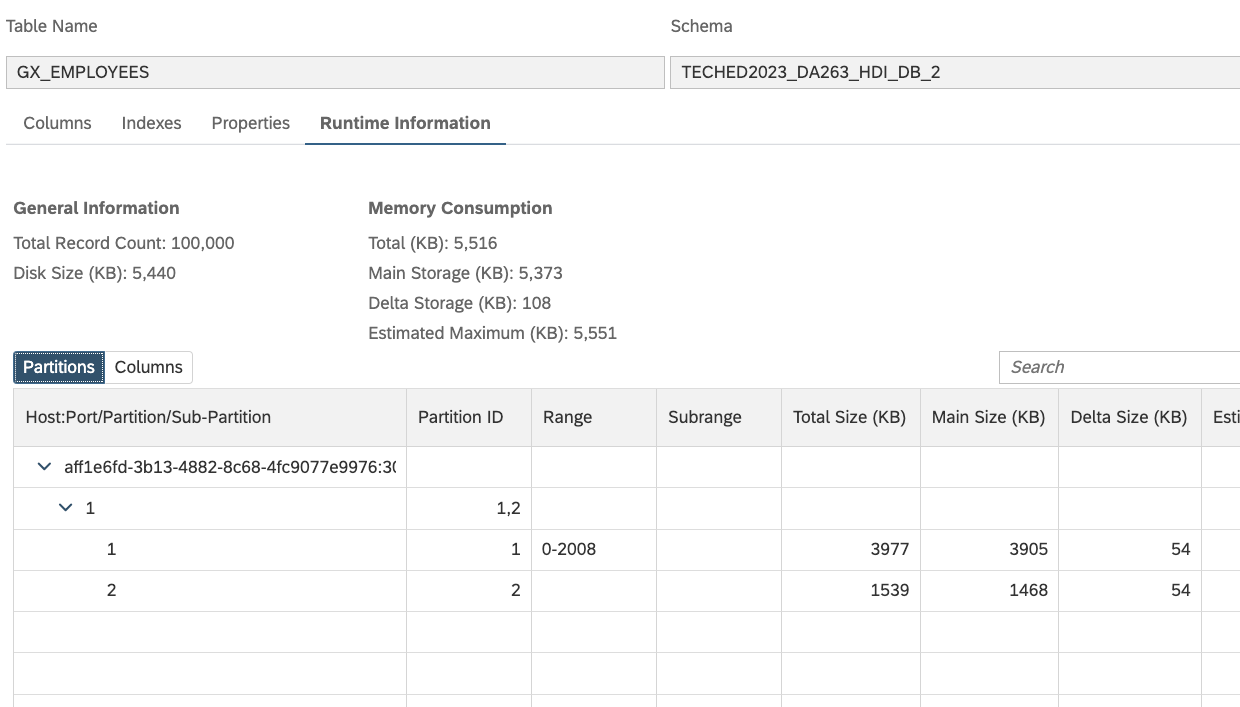 Table Name Schema
GX_EMPLOYEES TECHED2023_DA263_HDI_DB_2
Columns Indexes Properties Runtime Information
General Information Memory Consumption
Total Record Count: 100,000 Total (KB): 5,516
Disk Size (KB): 5,440 Main Storage (KB): 5,373
Delta Storage (KB): 108
Estimated Maximum (KB): 5,551
Partitions Columns Search
Host:Port/Partition/Sub-Partition Partition ID Range Subrange Total Size (KB) Main Size (KB) Delta Size (KB)
aff1e6fd-3b13-4882-8c68-4fc9077e9976:30
1 1,2
1 1 0-2008 3977 3905 54
2 2 1539 1468 54